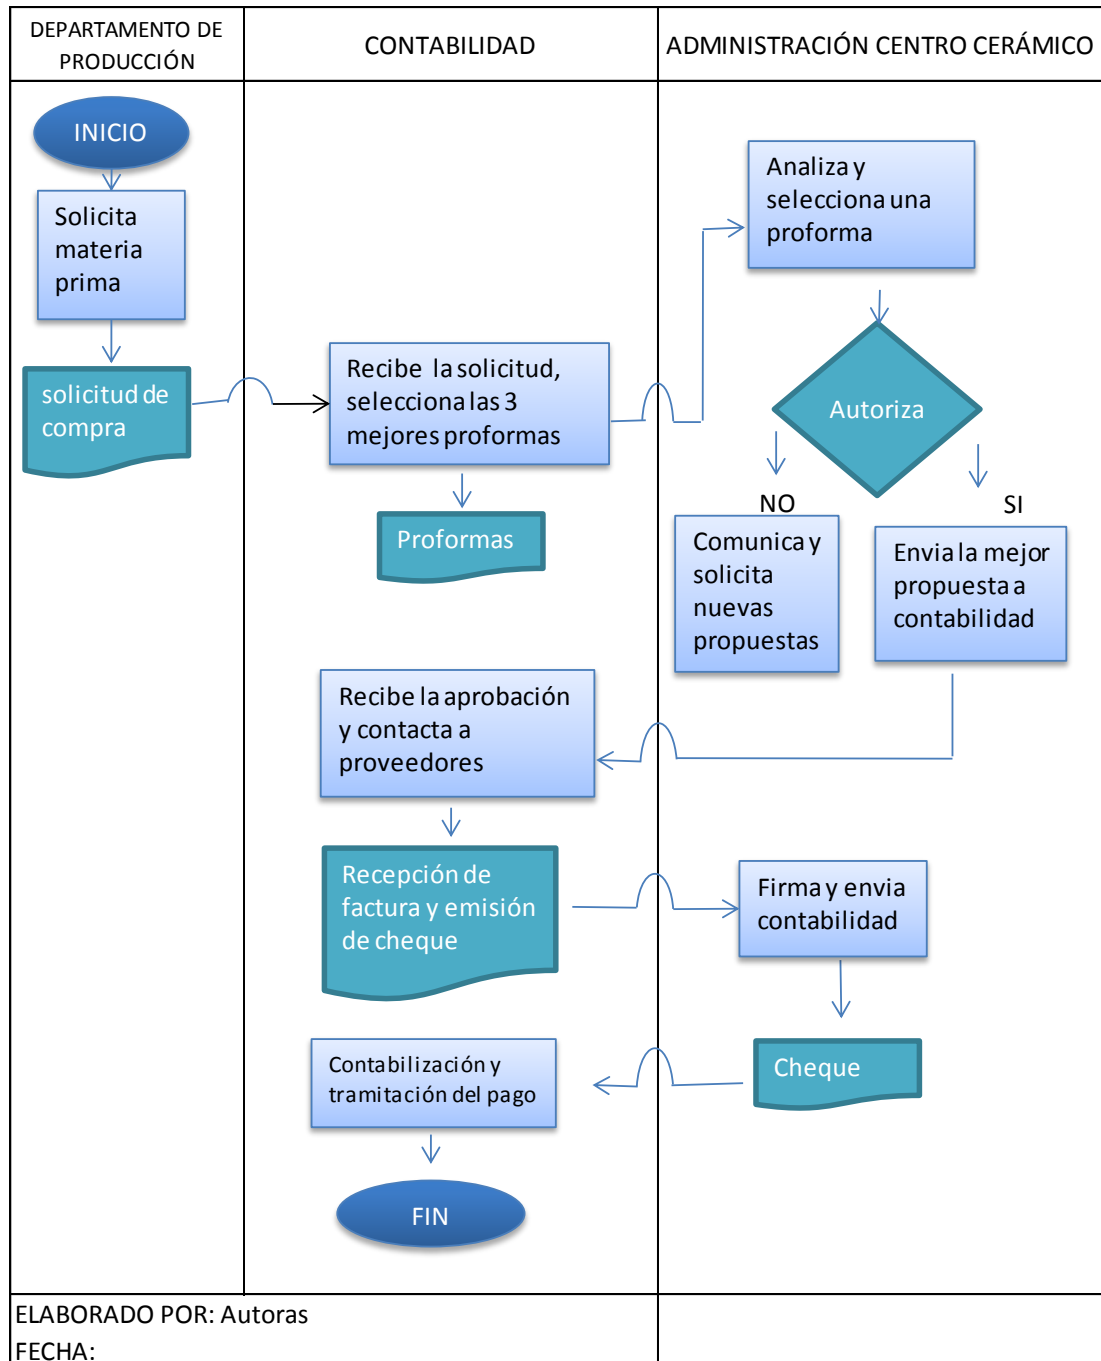 DEPARTAMENTO DE
PRODUCCIÓN
CONTABILIDAD
ADMINISTRACIÓN CENTRO CERÁMICO
INICIO
Solicita
materia
prima
solicitud de
compra
Recibe la solicitud,
selecciona las 3
mejores proformas
Proformas
Analiza y
selecciona una
proforma
Autoriza
NO
SI
Comunica y
solicita
nuevas
propuestas
Envia la mejor
propuesta a
contabilidad
Recibe la aprobación
y contacta a
proveedores
Recepción de
factura y emisión
de cheque
Firma y envia
contabilidad
Cheque
Contabilización y
tramitación del pago
FIN
ELABORADO POR: Autoras
FECHA: